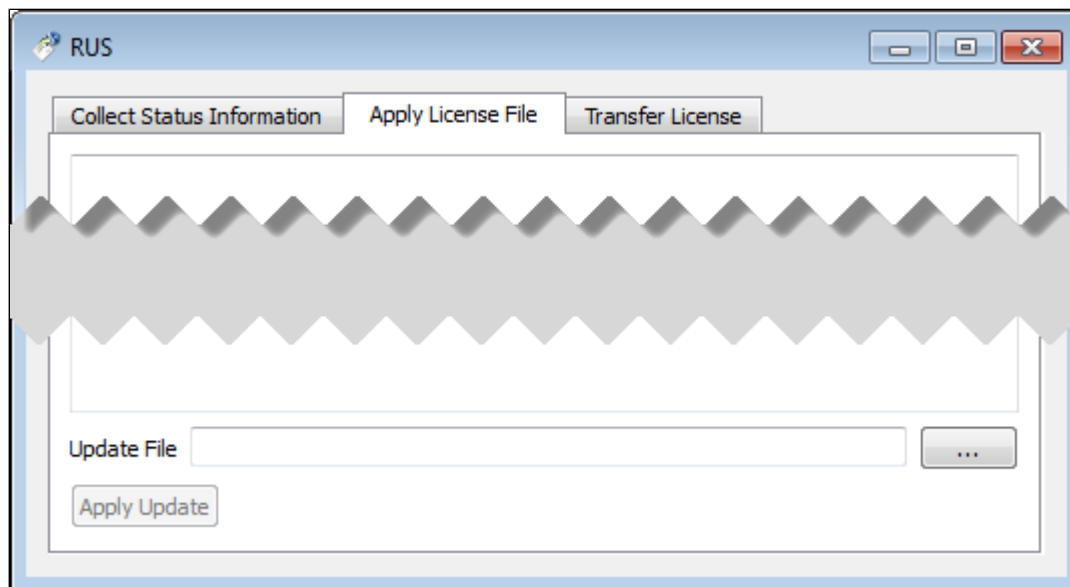 RUS
Collect Status Information Apply License File Transfer License
Update File ...
Apply Update